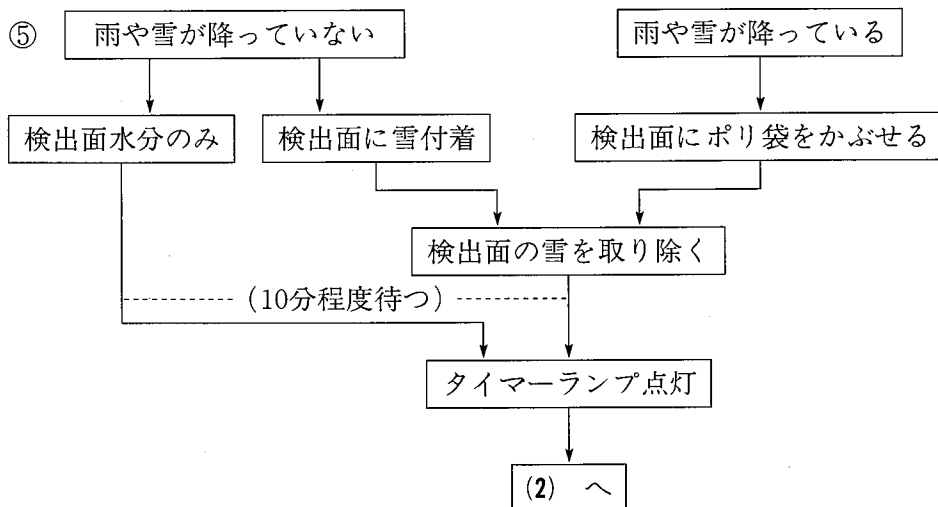 ⑤
雨や雪が降っていない
雨や雪が降っている
検出面水分のみ
検出面に雪付着
検出面にポリ袋をかぶせる
検出面の雪を取り除く
(10分程度待つ)
タイマーランプ点灯
(2) へ